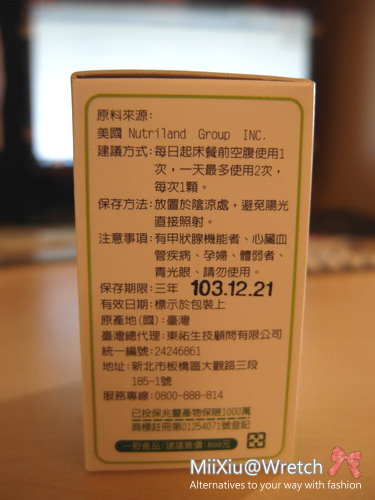 原料來源:
美國 Nutriland Group INC.
建議方式:每日起床餐前空腹使用1
次，一天最多使用2次，
每次1顆。
保存方法:放置於陰涼處，避免陽光
直接照射。
注意事項:有甲狀腺機能者、心臟血
管疾病、孕婦、體弱者、
青光眼、請勿使用。
保存期限:三年 103.12.21
有效日期:標示於包裝上
原產地(國):臺灣
臺灣總代理:東祐生技顧問有限公司
統一編號:24246861
地址:新北市板橋區大觀路三段
185-1號
服務專線:0800-888-814
已投保兆豐產物保險1000萬
商標註冊第01254071號登記
一般食品/建議售價:800元
MiiXiu@Wretch
Alternatives to your way with fashion